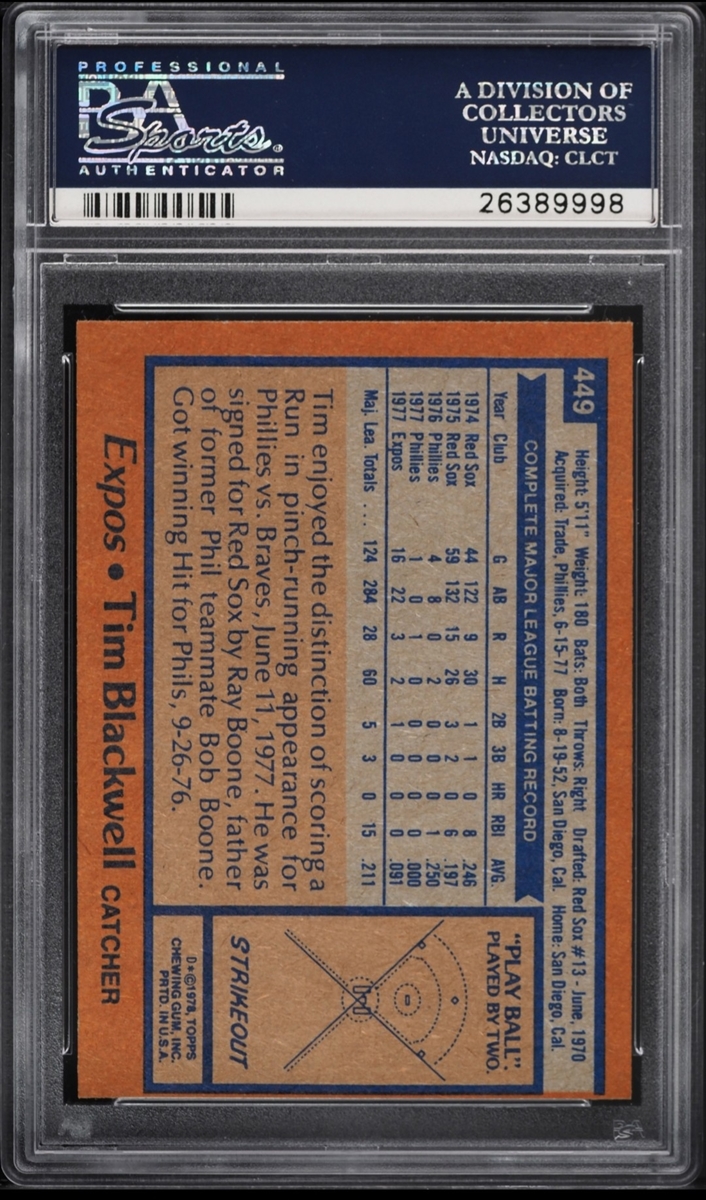 PROFESSIONAL
PSA
Sports
AUTHENTICATOR
A DIVISION OF
COLLECTORS
UNIVERSE
NASDAQ: CLCT
26389998
449
Height: 5'11" Weight: 180 Bats: Both Throws: Right Drafted: Red Sox #13 - June, 1970
Acquired: Trade, Phillies, 6-15-77 Born: 8-19-52, San Diego, Cal. Home: San Diego, Cal.
COMPLETE MAJOR LEAGUE BATTING RECORD
Year Club G AB R H 2B 3B HR RBI AVG.
1974 Red Sox 44 122 9 30 1 1 0 8 .246
1975 Red Sox 59 132 15 26 3 2 0 6 .197
1976 Phillies 4 8 0 2 0 0 0 1 .250
1977 Phillies 1 0 1 0 0 0 0 0 .000
1977 Expos 16 22 3 2 1 0 0 0 .091
Maj. Lea. Totals ... 124 284 28 60 5 3 0 15 .211
Tim enjoyed the distinction of scoring a
Run in pinch-running appearance for
Phillies vs. Braves, June 11, 1977. He was
signed for Red Sox by Ray Boone, father
of former Phil teammate Bob Boone.
Got winning Hit for Phils, 9-26-76.
"PLAY BALL".
PLAYED BY TWO.
STRIKEOUT
D*©1978, TOPPS
CHEWING GUM, INC.
PRTD. IN U.S.A.
Expos • Tim Blackwell CATCHER